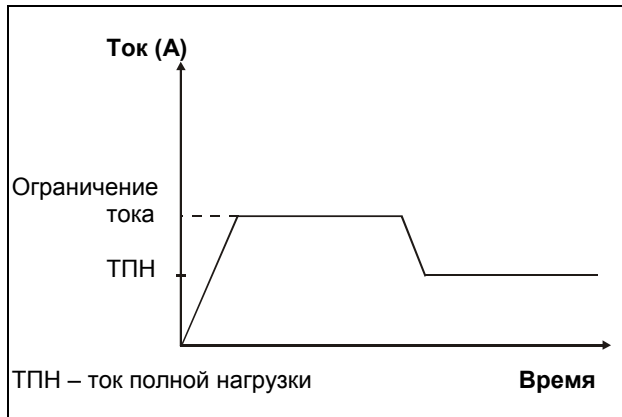 Ток (А)
Ограничение
тока
ТПН
ТПН – ток полной нагрузки
Время